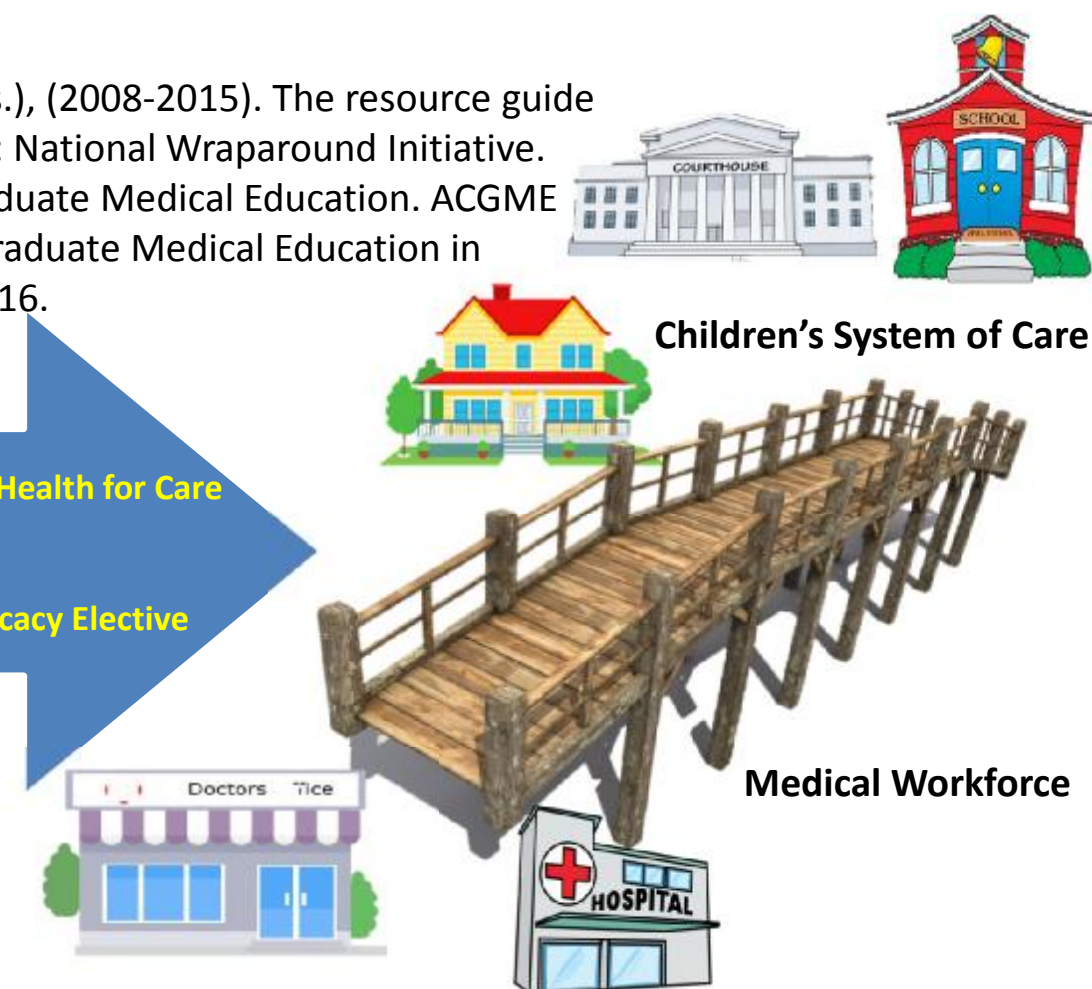 s.), (2008-2015). The resource guide
: National Wraparound Initiative.
duate Medical Education. ACGME
raduate Medical Education in
16.
COURTHOUSE
SCHOOL
Children’s System of Care
Health for Care
cacy Elective
Medical Workforce
Doctors
HOSPITAL